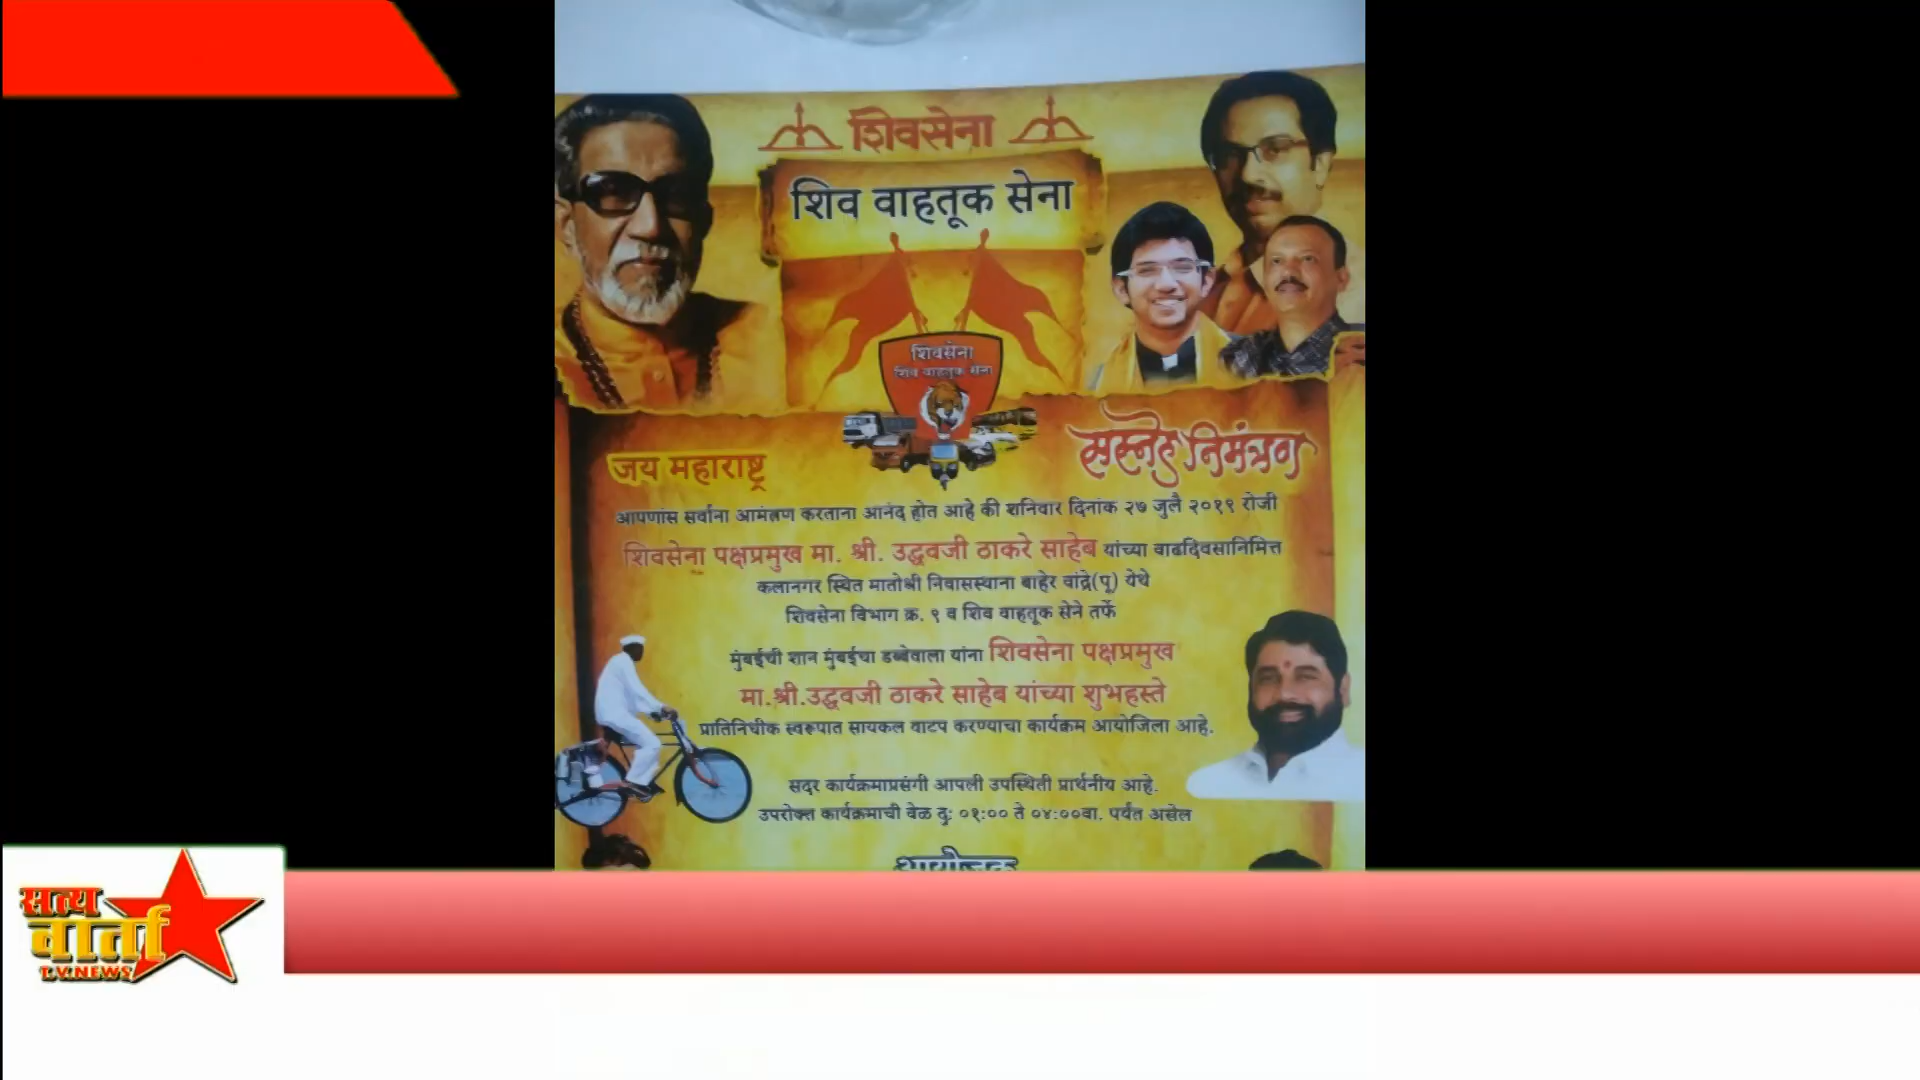 शिवसेना
शिव वाहतूक सेना
शिवसेना
शिव वाहतूक सेना
जय महाराष्ट्र
सस्नेह निमंत्रण
आपणांस सर्वांना आमंत्रण करताना आनंद होत आहे की शनिवार दिनांक २७ जुलै २०१९ रोजी
शिवसेना पक्षप्रमुख मा. श्री. उद्धवजी ठाकरे साहेब यांच्या वाढदिवसानिमित्त
कलानगर स्थित मातोश्री निवासस्थाना बाहेर वांद्रे(पू) येथे
शिवसेना विभाग क्र. ९ व शिव वाहतूक सेने तर्फे
मुंबईची शान मुंबईचा डब्बेवाला यांना शिवसेना पक्षप्रमुख
मा.श्री.उद्धवजी ठाकरे साहेब यांच्या शुभहस्ते
प्रातिनिधीक स्वरूपात सायकल वाटप करण्याचा कार्यक्रम आयोजिला आहे.
सदर कार्यक्रमाप्रसंगी आपली उपस्थिती प्रार्थनीय आहे.
उपरोक्त कार्यक्रमाची वेळ दु: ०१:०० ते ०४:००वा. पर्यंत असेल
आयोजक
सत्य
वार्ता
T.V.NEWS